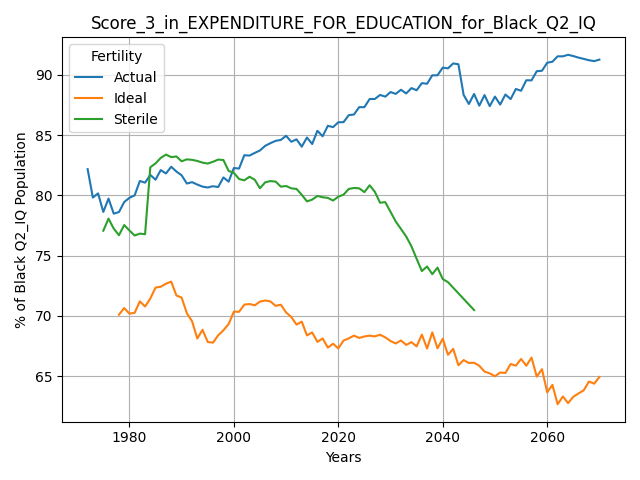 Score_3_in_EXPENDITURE_FOR_EDUCATION_for_Black_Q2_IQ
Fertility
Actual
Ideal
Sterile
% of Black Q2_IQ Population
90
85
80
75
70
65
1980
2000
2020
2040
2060
Years